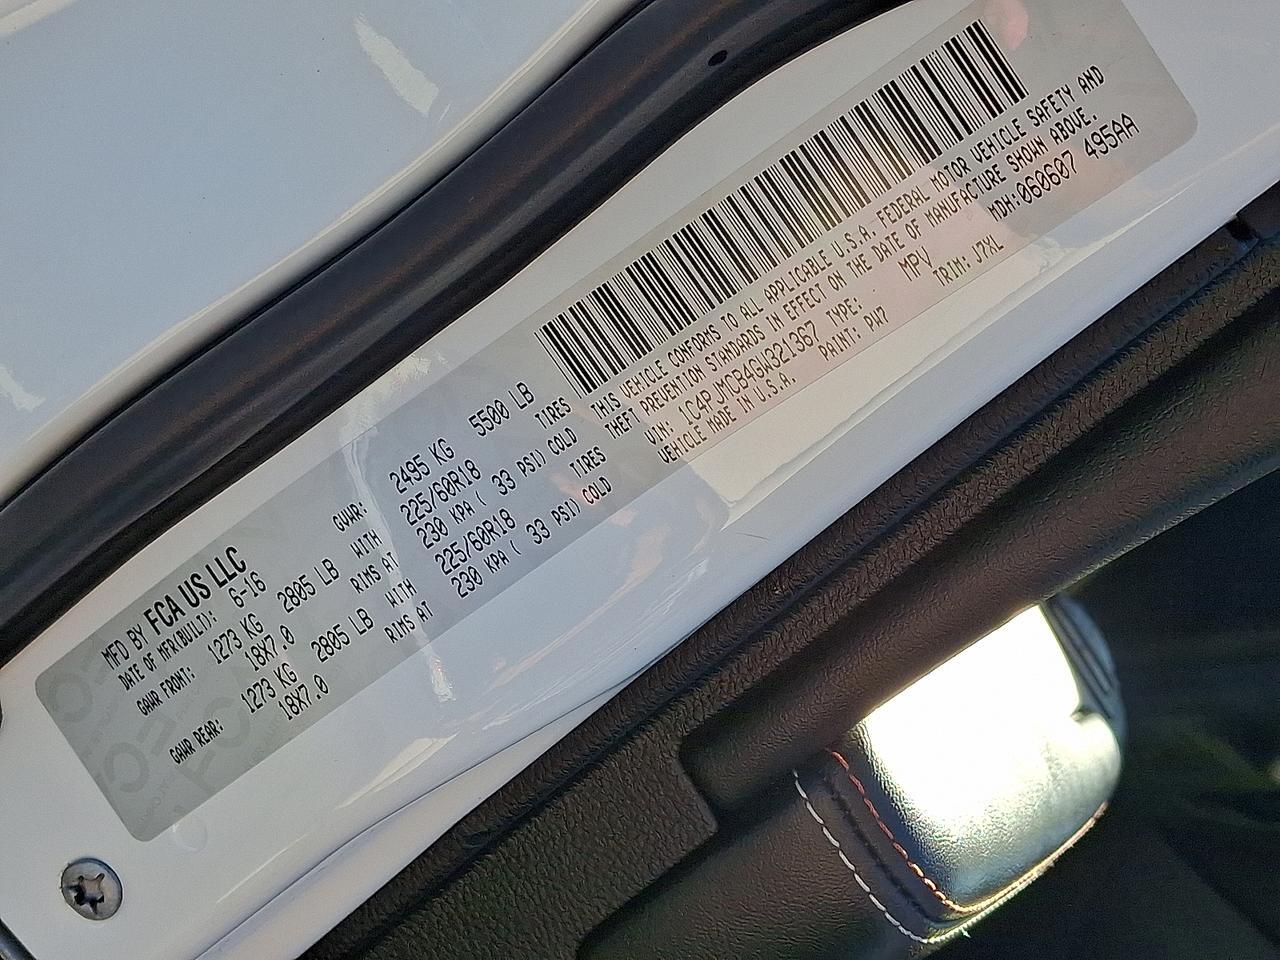 MFD BY FCA US LLC
DATE OF MFR(BUILT): 6-16 GVWR: 2495 KG 5500 LB
GAWR FRONT: 1273 KG 2805 LB WITH 225/60R18 TIRES
18X7.0 RIMS AT 230 KPA ( 33 PSI) COLD
GAWR REAR: 1273 KG 2805 LB WITH 225/60R18 TIRES
18X7.0 RIMS AT 230 KPA ( 33 PSI) COLD
THIS VEHICLE CONFORMS TO ALL APPLICABLE U.S.A. FEDERAL MOTOR VEHICLE SAFETY AND
THEFT PREVENTION STANDARDS IN EFFECT ON THE DATE OF MANUFACTURE SHOWN ABOVE.
VIN: 1C4PJMCB4GW321367 TYPE: MPV MDH:060607 495AA
VEHICLE MADE IN U.S.A. PAINT: PW7 TRIM: J7XL